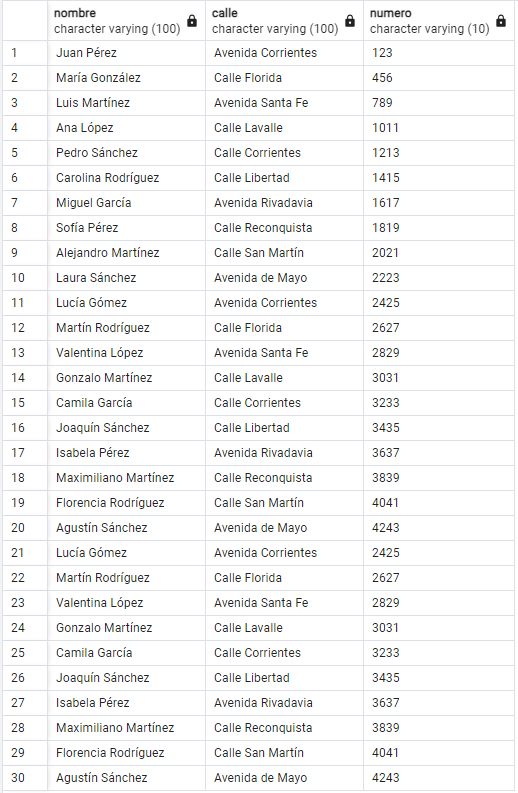 nombre calle numero
character varying (100) character varying (100) character varying (10)
1 Juan Pérez Avenida Corrientes 123
2 María González Calle Florida 456
3 Luis Martínez Avenida Santa Fe 789
4 Ana López Calle Lavalle 1011
5 Pedro Sánchez Calle Corrientes 1213
6 Carolina Rodríguez Calle Libertad 1415
7 Miguel García Avenida Rivadavia 1617
8 Sofía Pérez Calle Reconquista 1819
9 Alejandro Martínez Calle San Martín 2021
10 Laura Sánchez Avenida de Mayo 2223
11 Lucía Gómez Avenida Corrientes 2425
12 Martín Rodríguez Calle Florida 2627
13 Valentina López Avenida Santa Fe 2829
14 Gonzalo Martínez Calle Lavalle 3031
15 Camila García Calle Corrientes 3233
16 Joaquín Sánchez Calle Libertad 3435
17 Isabela Pérez Avenida Rivadavia 3637
18 Maximiliano Martínez Calle Reconquista 3839
19 Florencia Rodríguez Calle San Martín 4041
20 Agustín Sánchez Avenida de Mayo 4243
21 Lucía Gómez Avenida Corrientes 2425
22 Martín Rodríguez Calle Florida 2627
23 Valentina López Avenida Santa Fe 2829
24 Gonzalo Martínez Calle Lavalle 3031
25 Camila García Calle Corrientes 3233
26 Joaquín Sánchez Calle Libertad 3435
27 Isabela Pérez Avenida Rivadavia 3637
28 Maximiliano Martínez Calle Reconquista 3839
29 Florencia Rodríguez Calle San Martín 4041
30 Agustín Sánchez Avenida de Mayo 4243